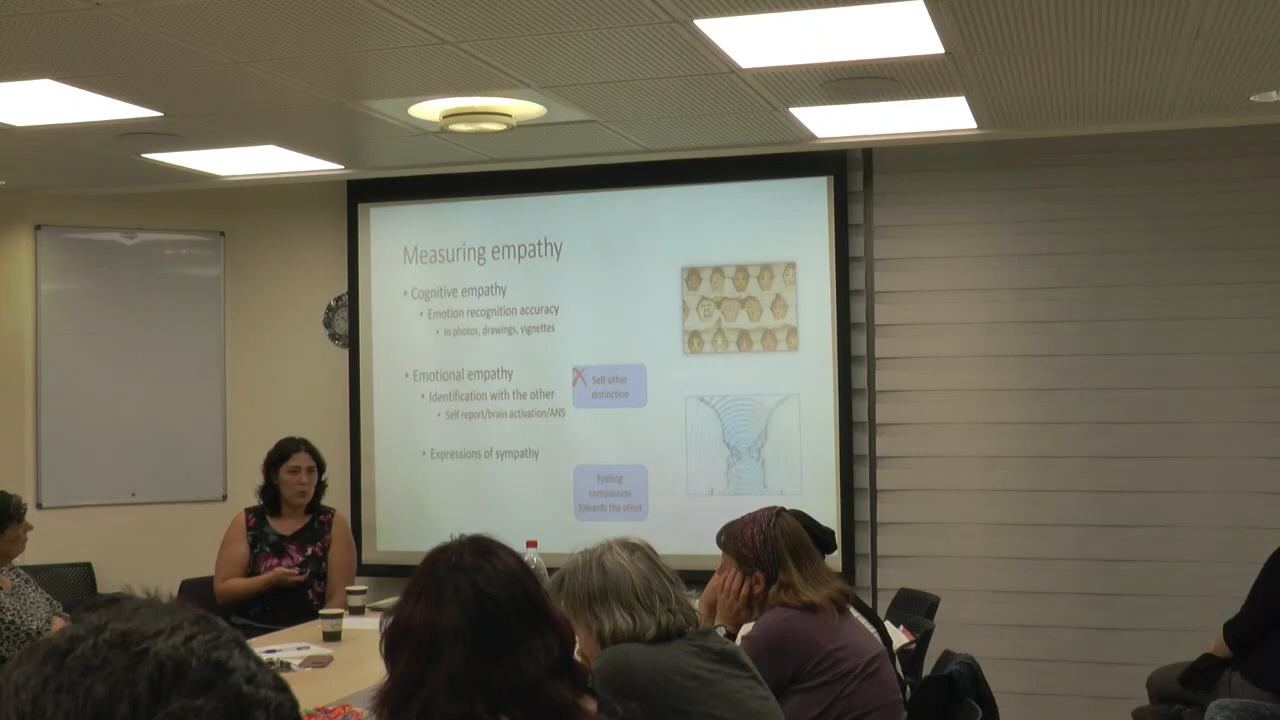 Measuring empathy
• Cognitive empathy
• Emotion recognition accuracy
• In photos, drawings, vignettes
• Emotional empathy
• Identification with the other
• Self report/brain activation/ANS
Self-other
distinction
• Expressions of sympathy
Feeling
compassion
towards the other